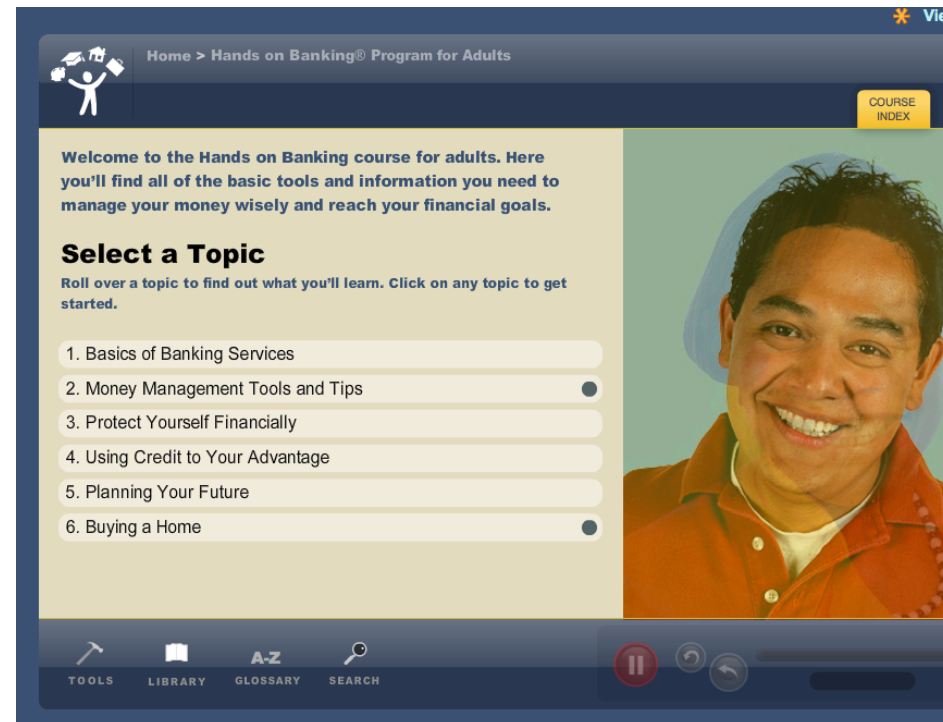 Vie
Home > Hands on Banking® Program for Adults
COURSE
INDEX
Welcome to the Hands on Banking course for adults. Here
you'll find all of the basic tools and information you need to
manage your money wisely and reach your financial goals.
Select a Topic
Roll over a topic to find out what you'll learn. Click on any topic to get
started.
1. Basics of Banking Services
2. Money Management Tools and Tips
3. Protect Yourself Financially
4. Using Credit to Your Advantage
5. Planning Your Future
6. Buying a Home
A-Z
TOOLS LIBRARY GLOSSARY SEARCH